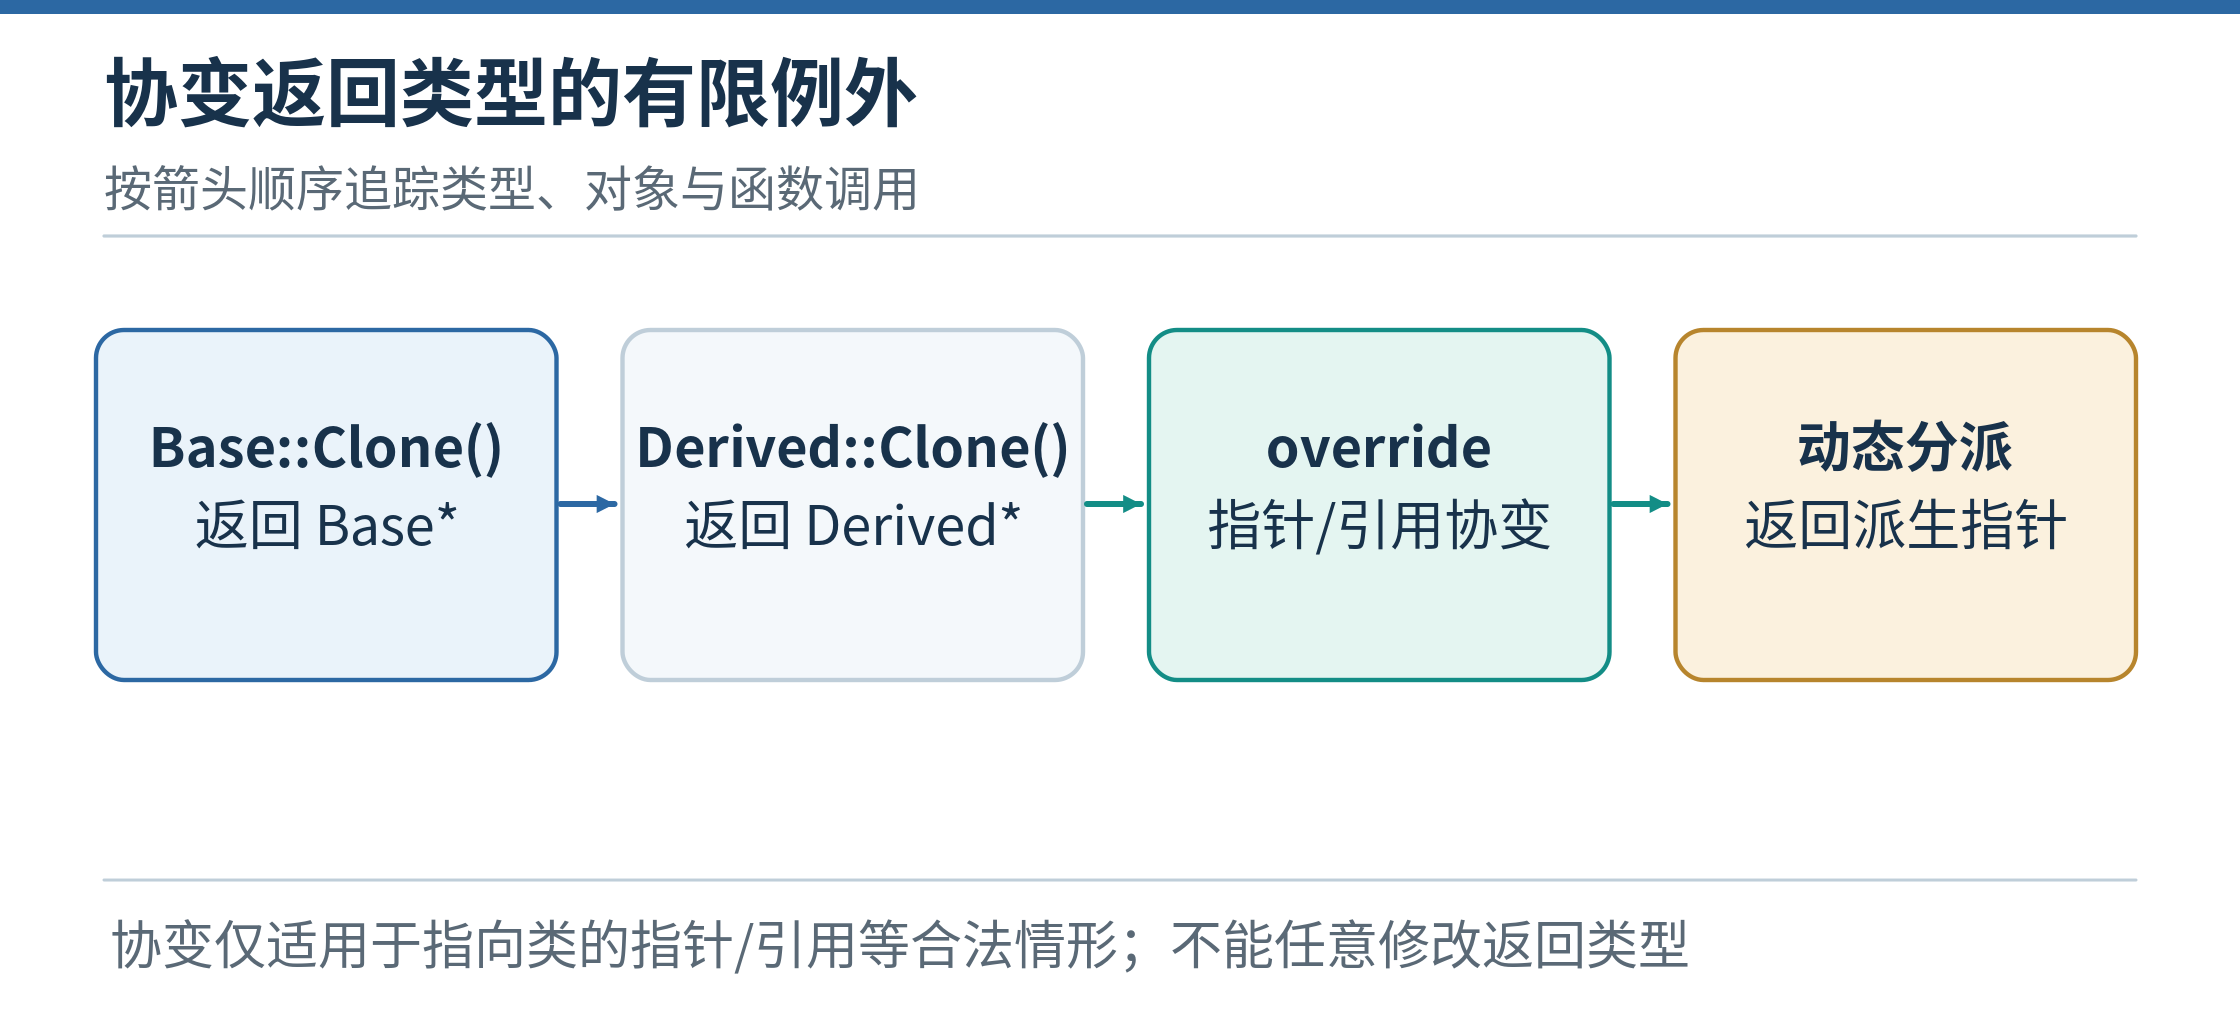 协变返回类型的有限例外
按箭头顺序追踪类型、对象与函数调用
Base::Clone()
返回 Base*
Derived::Clone()
返回 Derived*
override
指针/引用协变
动态分派
返回派生指针
协变仅适用于指向类的指针/引用等合法情形；不能任意修改返回类型